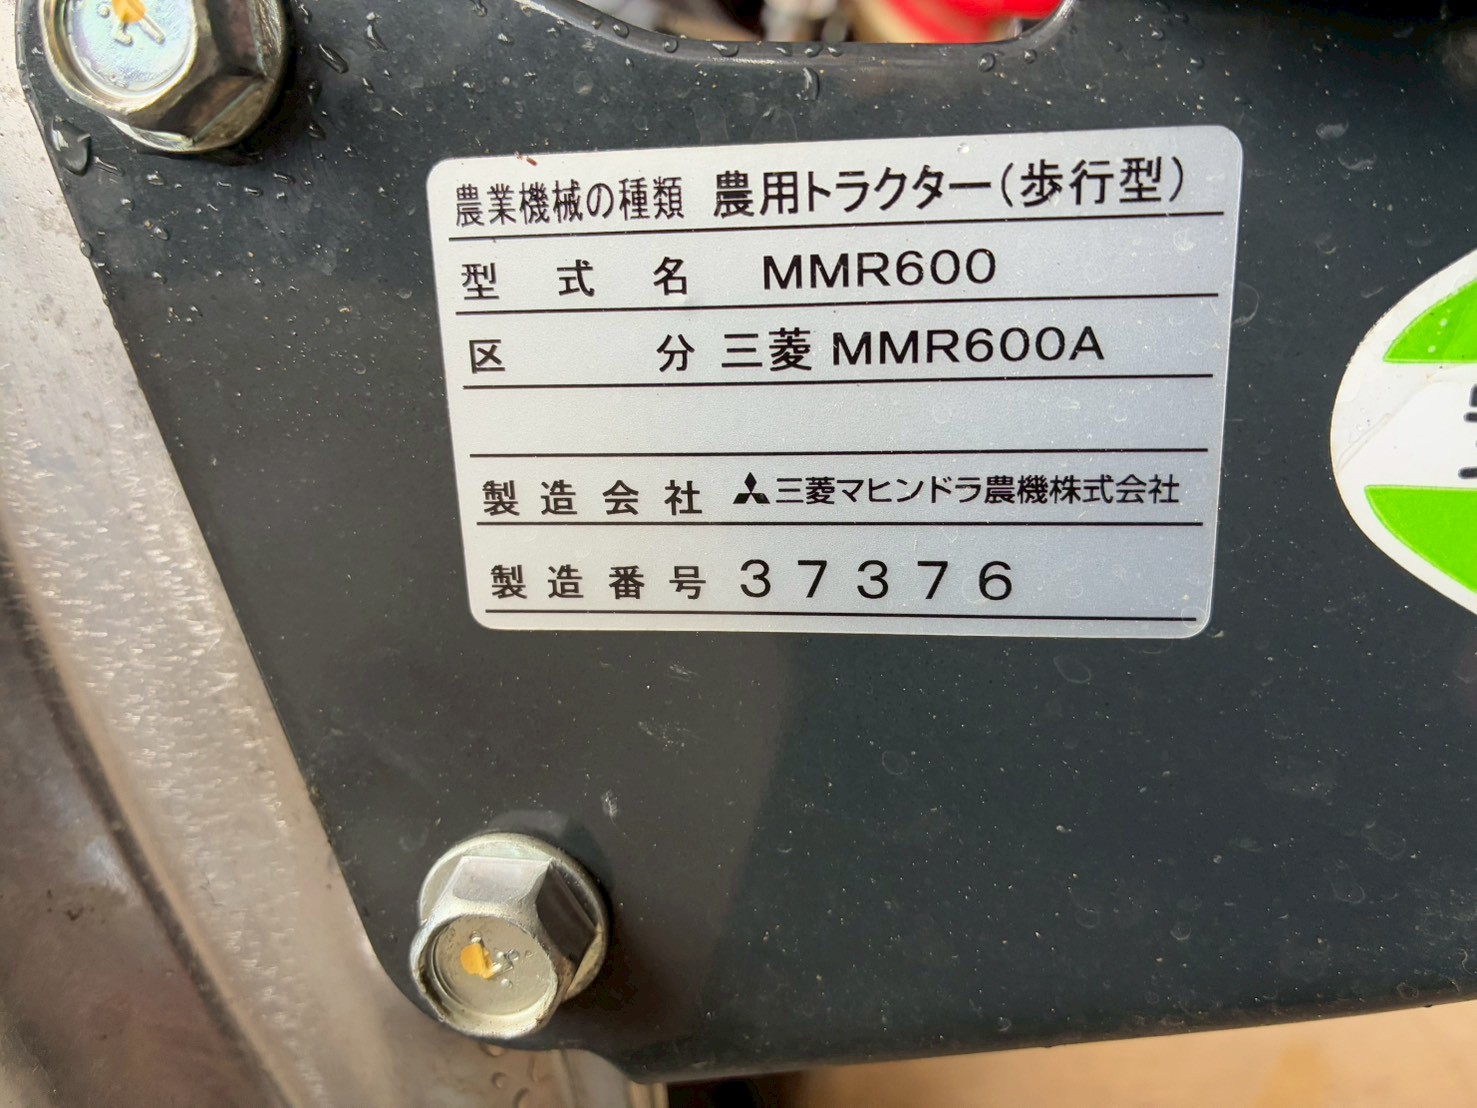 農業機械の種類 農用トラクター(歩行型)
型式名 MMR600
区分 三菱 MMR600A
製造会社 三菱マヒンドラ農機株式会社
製造番号 37376